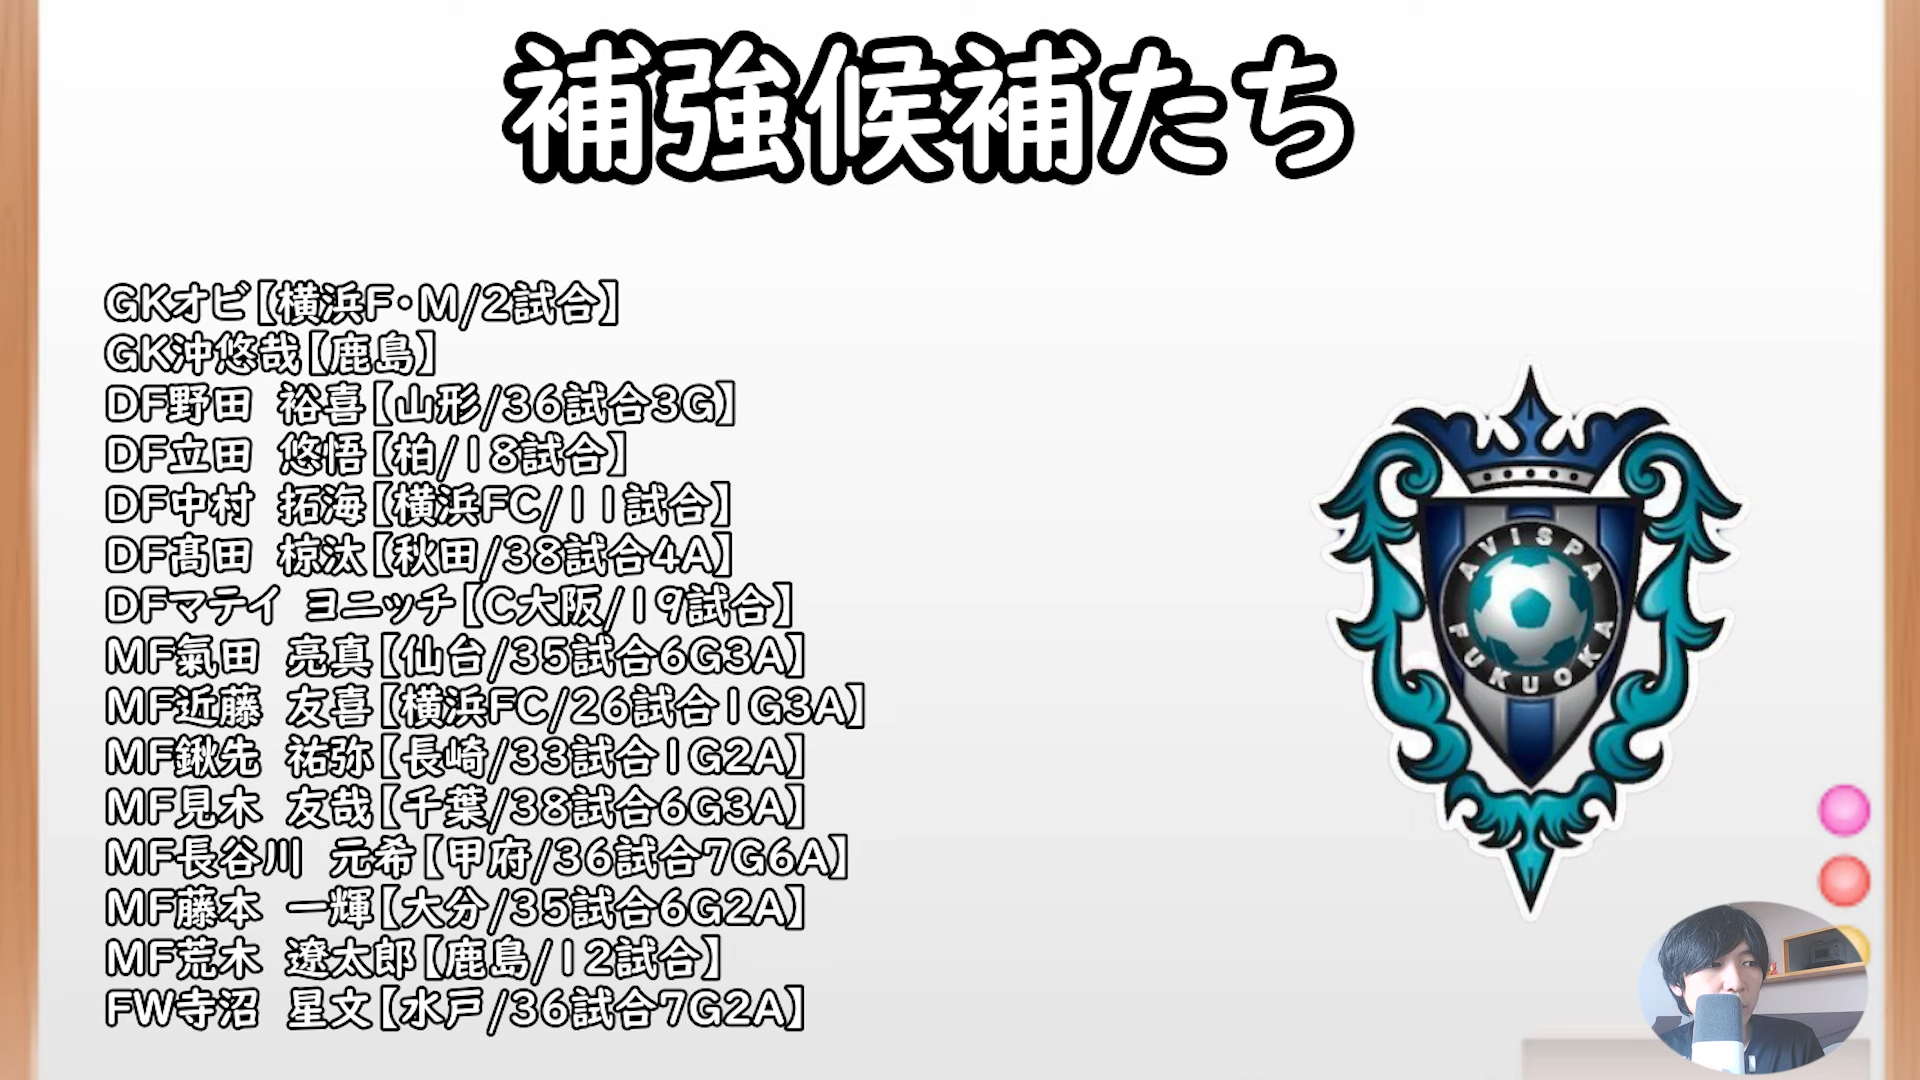 補強候補たち
GKオビ【横浜F・M/2試合】
GK沖悠哉【鹿島】
DF野田 裕喜【山形/36試合3G】
DF立田 悠悟【柏/18試合】
DF中村 拓海【横浜FC/11試合】
DF髙田 椋汰【秋田/38試合4A】
DFマテイ ヨニッチ【C大阪/19試合】
MF氣田 亮真【仙台/35試合6G3A】
MF近藤 友喜【横浜FC/26試合1G3A】
MF鍬先 祐弥【長崎/33試合1G2A】
MF見木 友哉【千葉/38試合6G3A】
MF長谷川 元希【甲府/36試合7G6A】
MF藤本 一輝【大分/35試合6G2A】
MF荒木 遼太郎【鹿島/12試合】
FW寺沼 星文【水戸/36試合7G2A】
AVISPA
FUKUOKA